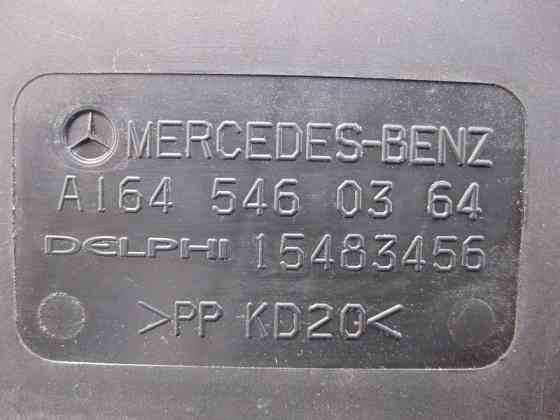 MERCEDES-BENZ
A164 546 03 64
DELPHI 15483456
>PP KD20<